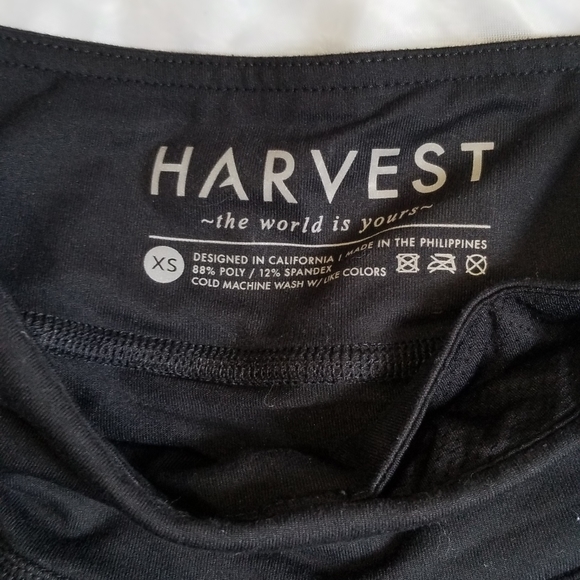 HARVEST
~the world is yours~
XS
DESIGNED IN CALIFORNIA | MADE IN THE PHILIPPINES
88% POLY / 12% SPANDEX
COLD MACHINE WASH W/ LIKE COLORS